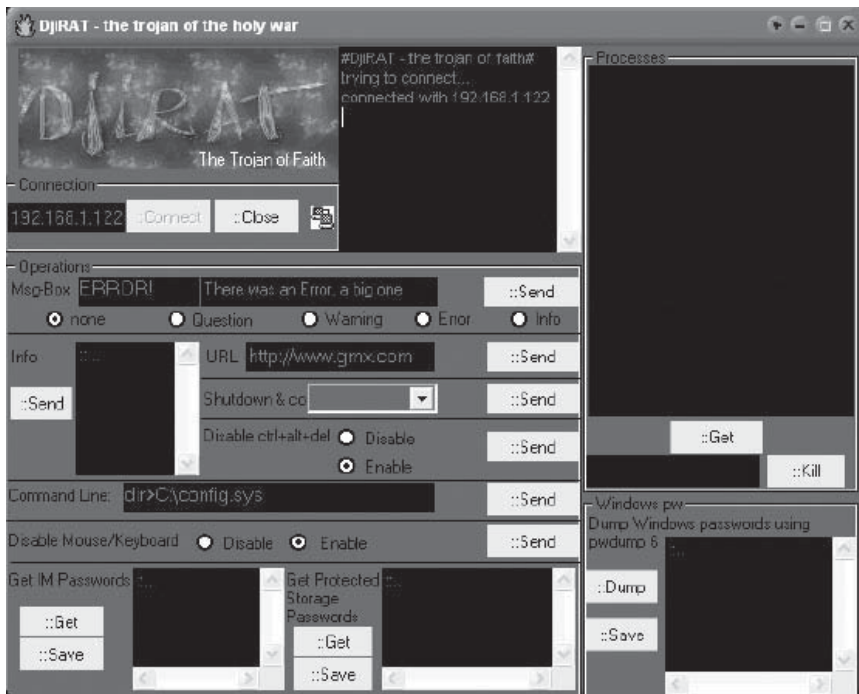 DjiRAT - the trojan of the holy war
DjiRAT
The Trojan of Faith
#DjiRAT - the trojan of faith#
trying to connect...
connected with 192.168.1.122
Connection
192.168.1.122
::Connect
::Close
Operations
Msg-Box
ERROR!
There was an Error, a big one
::Send
none
Question
Warning
Error
Info
Info
::..
::Send
URL
http://www.gmx.com
::Send
Shutdown & co
::Send
Disable ctrl+alt+del
Disable
Enable
::Send
Command Line:
dir>C:\config.sys
::Send
Disable Mouse/Keyboard
Disable
Enable
::Send
Get IM Passwords
::..
::Get
::Save
Get Protected
Storage
Passwords
::..
::Get
::Save
Processes
::Get
::Kill
Windows pw
Dump Windows passwords using
pwdump 6
::..
::Dump
::Save